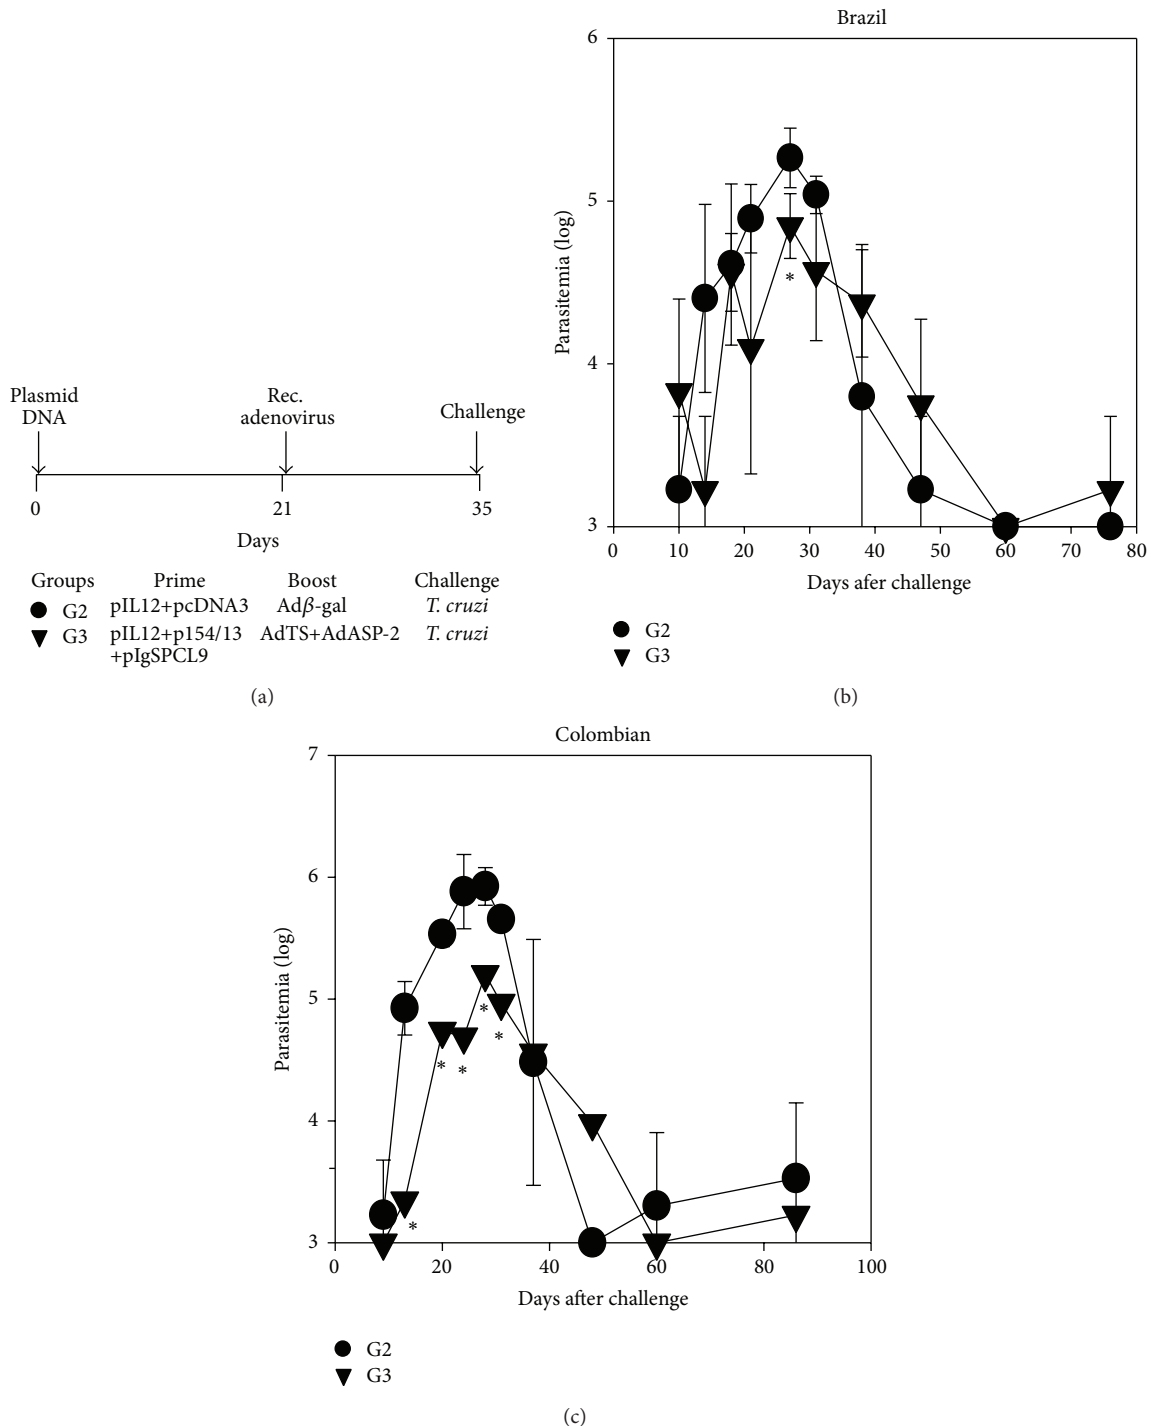 Plasmid
DNA
Rec.
adenovirus
Challenge
0
21
35
Days
Groups Prime Boost Challenge
G2 pIL12+pcDNA3 Adβ-gal T. cruzi
G3 pIL12+p154/13 AdTS+AdASP-2 T. cruzi
+pIgSPCL9
(a)
Brazil
6
5
4
3
Parasitemia (log)
0 10 20 30 40 50 60 70 80
Days afer challenge
G2
G3
(b)
Colombian
7
6
5
4
3
Parasitemia (log)
0 20 40 60 80 100
Days after challenge
G2
G3
(c)
*
*
*
*
*
*